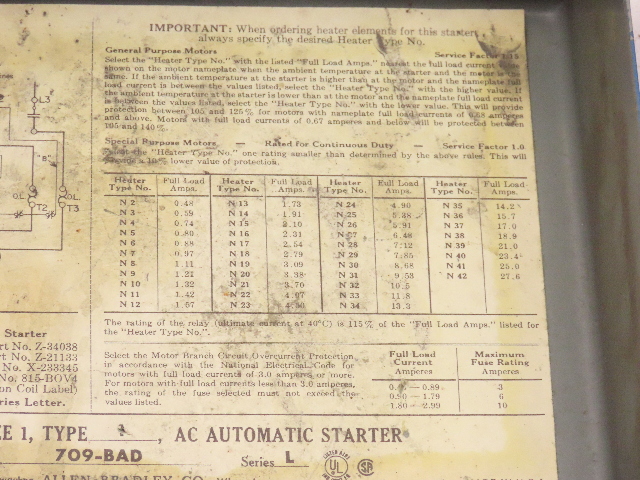 IMPORTANT: When ordering heater elements for this starter
always specify the desired Heater Type No.
General Purpose Motors Service Factor 1.15
Select the "Heater Type No." with the listed "Full Load Amps." nearest the full load current
shown on the motor nameplate when the ambient temperature at the starter and the motor is the
same. If the ambient temperature at the starter is higher than at the motor and the nameplate full
load current is between the values listed, select the "Heater Type No." with the higher value. If
the ambient temperature at the starter is lower than at the motor and the nameplate full load current
is between the values listed, select the "Heater Type No." with the lower value. This will provide
protection between 105 and 125% for motors with nameplate full load currents of 0.68 amperes
and above. Motors with full load currents of 0.67 amperes and below will be protected between
105 and 140%.
Special Purpose Motors — Rated for Continuous Duty — Service Factor 1.0
Select the "Heater Type No." one rating smaller than determined by the above rules. This will
provide a 10% lower value of protection.
Heater Type No. Full Load Amps. Heater Type No. Full Load Amps. Heater Type No. Full Load Amps. Heater Type No. Full Load Amps.
N 2 0.48 N 13 1.73 N 24 4.90 N 35 14.2
N 3 0.59 N 14 1.91 N 25 5.38 N 36 15.7
N 4 0.74 N 15 2.10 N 26 5.91 N 37 17.0
N 5 0.80 N 16 2.31 N 27 6.48 N 38 18.9
N 6 0.88 N 17 2.54 N 28 7.12 N 39 21.0
N 7 0.97 N 18 2.79 N 29 7.85 N 40 23.4
N 8 1.11 N 19 3.09 N 30 8.68 N 41 25.0
N 9 1.21 N 20 3.38 N 31 9.53 N 42 27.6
N 10 1.32 N 21 3.70 N 32 10.5
N 11 1.42 N 22 4.07 N 33 11.8
N 12 1.57 N 23 N 34 13.3
The rating of the relay (ultimate current at 40°C) is 115% of the "Full Load Amps." listed for
the "Heater Type No.".
Select the Motor Branch Circuit Overcurrent Protection
in accordance with the National Electrical Code for
motors with full load currents of 3.0 amperes or more.
For motors with full load currents less than 3.0 amperes,
the rating of the fuse selected must not exceed the
values listed.
Full Load Current Amperes Maximum Fuse Rating Amperes
0.89 3
0.90 - 1.79 6
1.80 - 2.99 10
L3
"B"
O.L. O.L.
T2 T3
Starter
rt No. Z-34038
rt No. Z-21133
No. X-233345
No. 815-BOV4
on Coil Label)
ries Letter.
ZE 1, TYPE , AC AUTOMATIC STARTER
709-BAD Series L
UL
SA
ALLEN-BRADLEY CO.